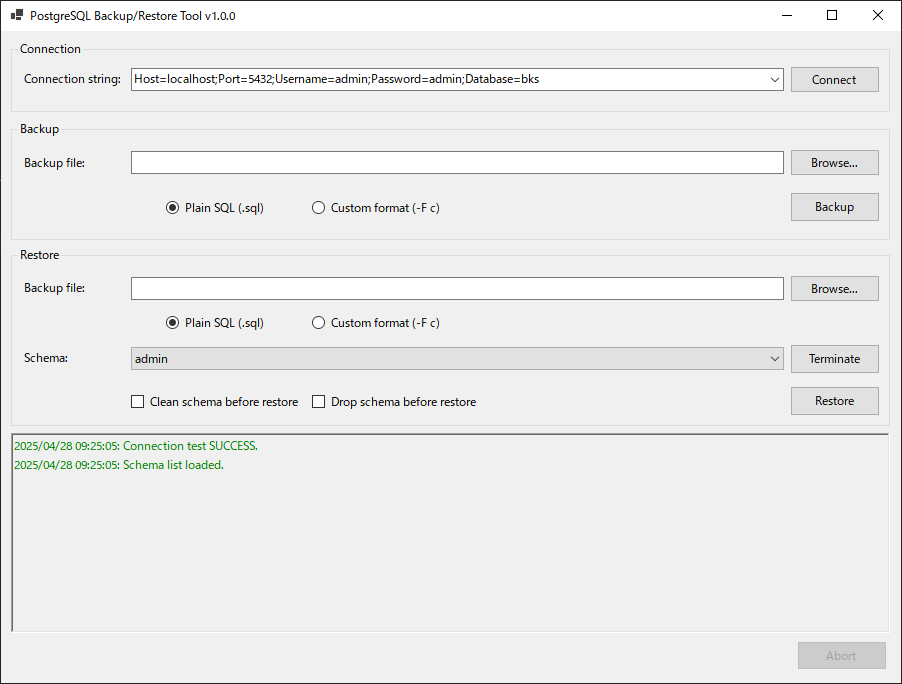 PostgreSQL Backup/Restore Tool v1.0.0
Connection
Connection string: Host=localhost;Port=5432;Username=admin;Password=admin;Database=bks Connect
Backup
Backup file: Browse...
Plain SQL (.sql) Custom format (-F c) Backup
Restore
Backup file: Browse...
Plain SQL (.sql) Custom format (-F c)
Schema: admin Terminate
Clean schema before restore Drop schema before restore Restore
2025/04/28 09:25:05: Connection test SUCCESS.
2025/04/28 09:25:05: Schema list loaded.
Abort